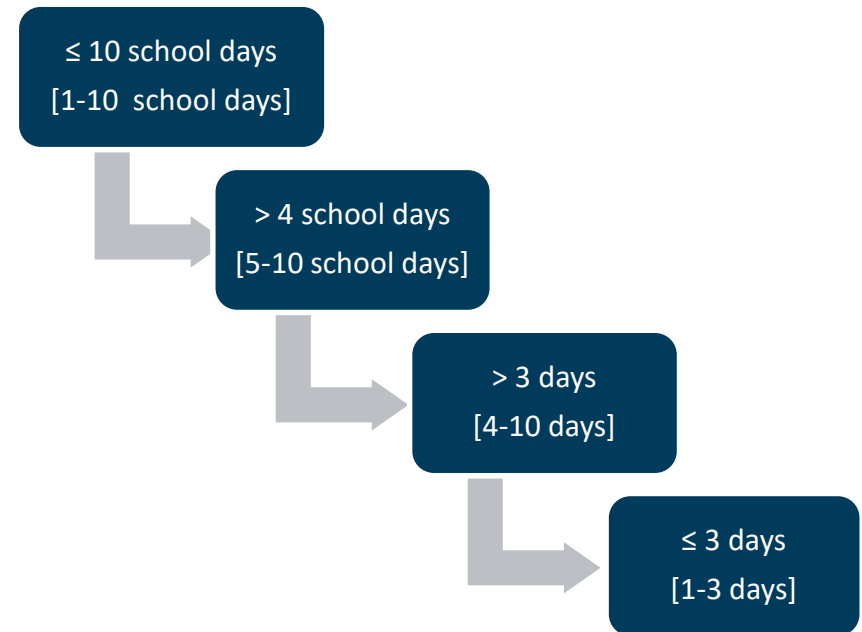 ≤ 10 school days
[1-10  school days]
> 4 school days
[5-10 school days]
> 3 days
[4-10 days]
≤ 3 days
[1-3 days]